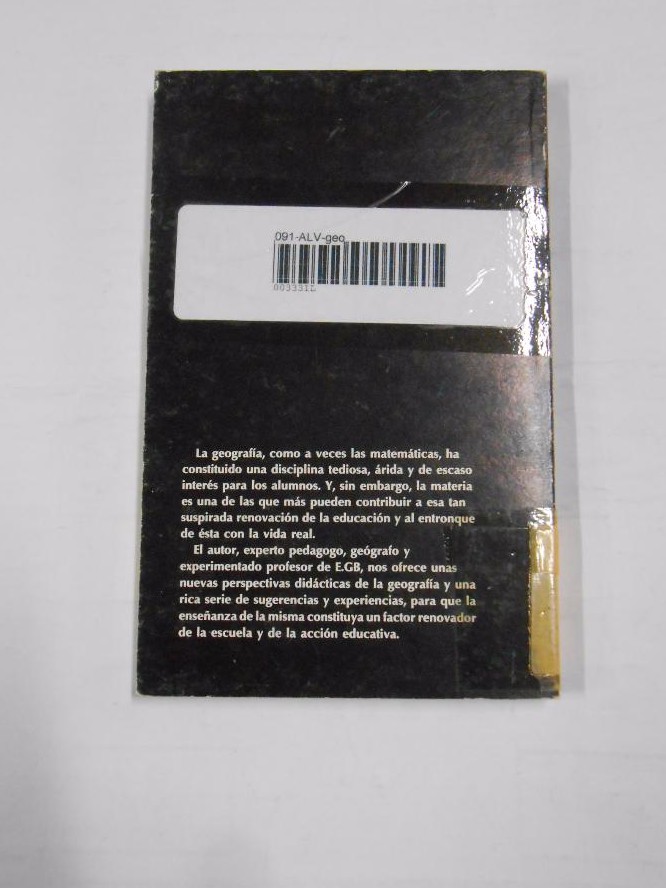 091-ALV-geo
La geografía, como a veces las matemáticas, ha
constituido una disciplina tediosa, árida y de escaso
interés para los alumnos. Y, sin embargo, la materia
es una de las que más pueden contribuir a esa tan
suspirada renovación de la educación y al entronque
de ésta con la vida real.
El autor, experto pedagogo, geógrafo y
experimentado profesor de E.GB, nos ofrece unas
nuevas perspectivas didácticas de la geografía y una
rica serie de sugerencias y experiencias, para que la
enseñanza de la misma constituya un factor renovador
de la escuela y de la acción educativa.